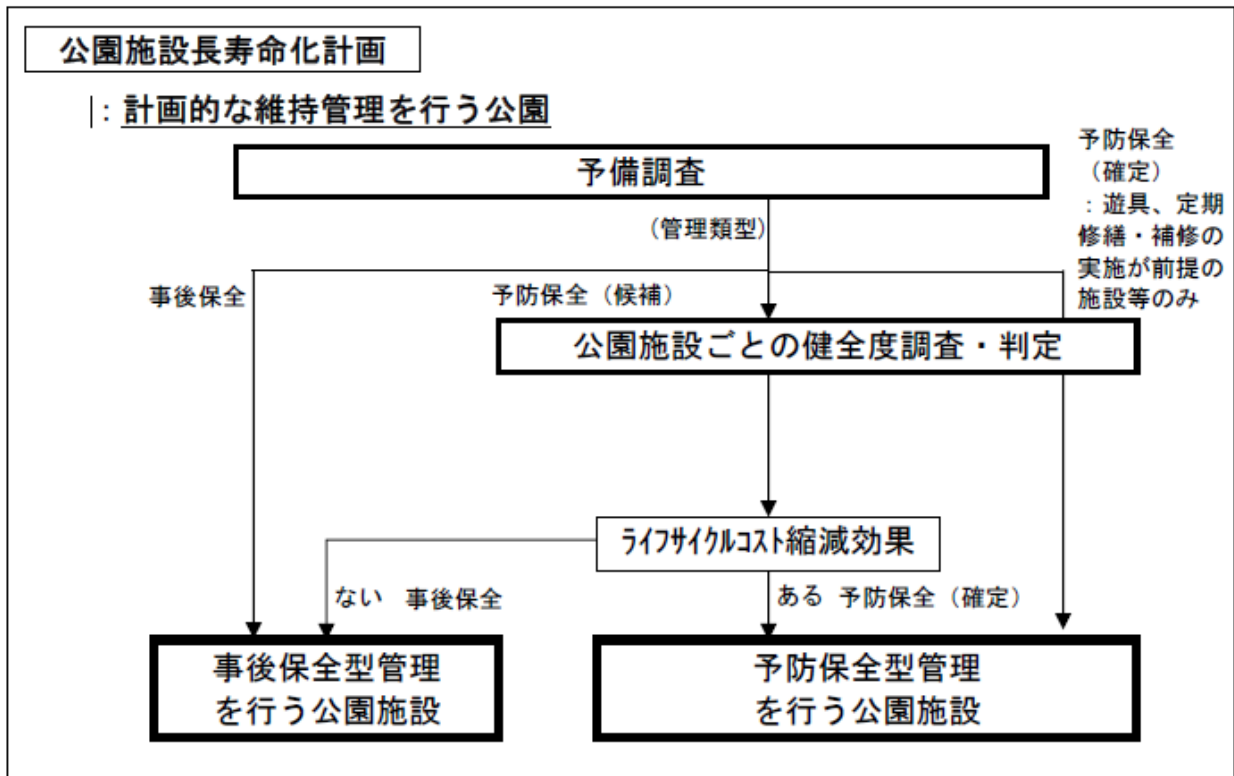 公園施設長寿命化計画
|：計画的な維持管理を行う公園
予備調査
予防保全
（確定）
：遊具、定期
修繕・補修の
実施が前提の
施設等のみ
（管理類型）
事後保全
予防保全（候補）
公園施設ごとの健全度調査・判定
ﾗｲﾌｻｲｸﾙｺｽﾄ縮減効果
ない 事後保全
ある 予防保全（確定）
事後保全型管理
を行う公園施設
予防保全型管理
を行う公園施設